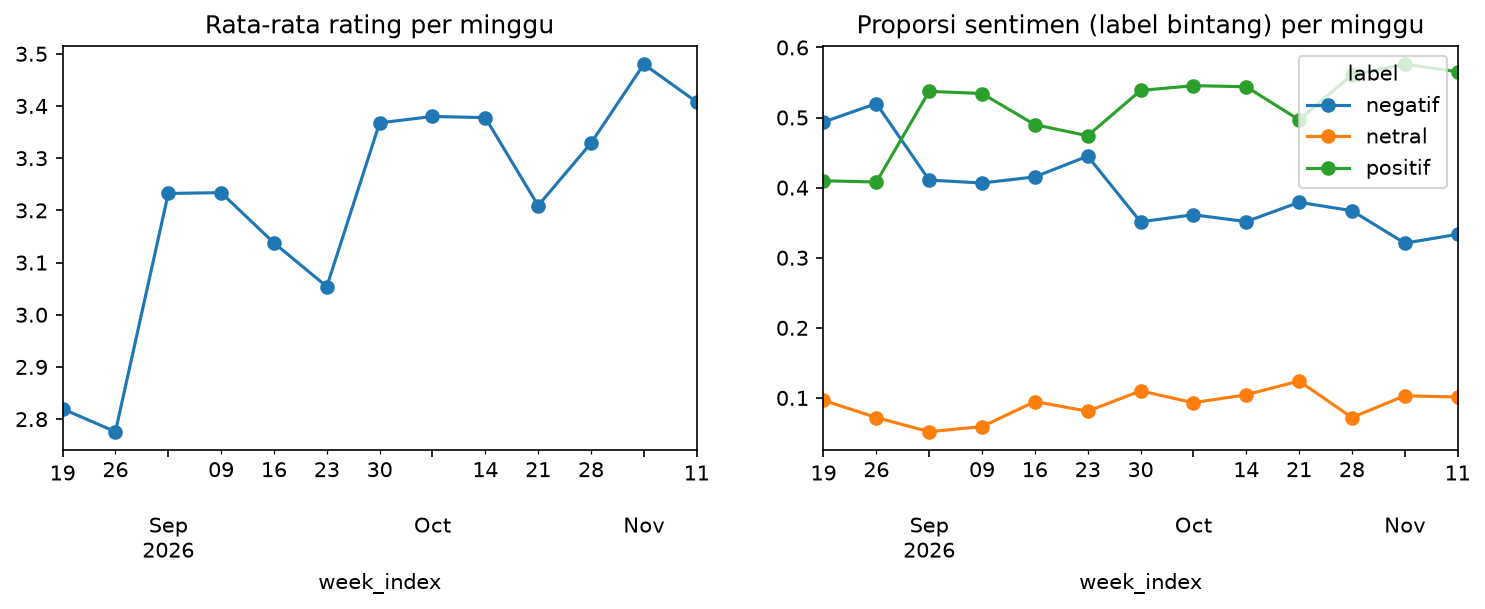 Rata-rata rating per minggu
3.5
3.4
3.3
3.2
3.1
3.0
2.9
2.8
19 26 09 16 23 30 14 21 28 11
Sep Oct Nov
2026
week_index
Proporsi sentimen (label bintang) per minggu
0.6
0.5
0.4
0.3
0.2
0.1
label
negatif
netral
positif
19 26 09 16 23 30 14 21 28 11
Sep Oct Nov
2026
week_index